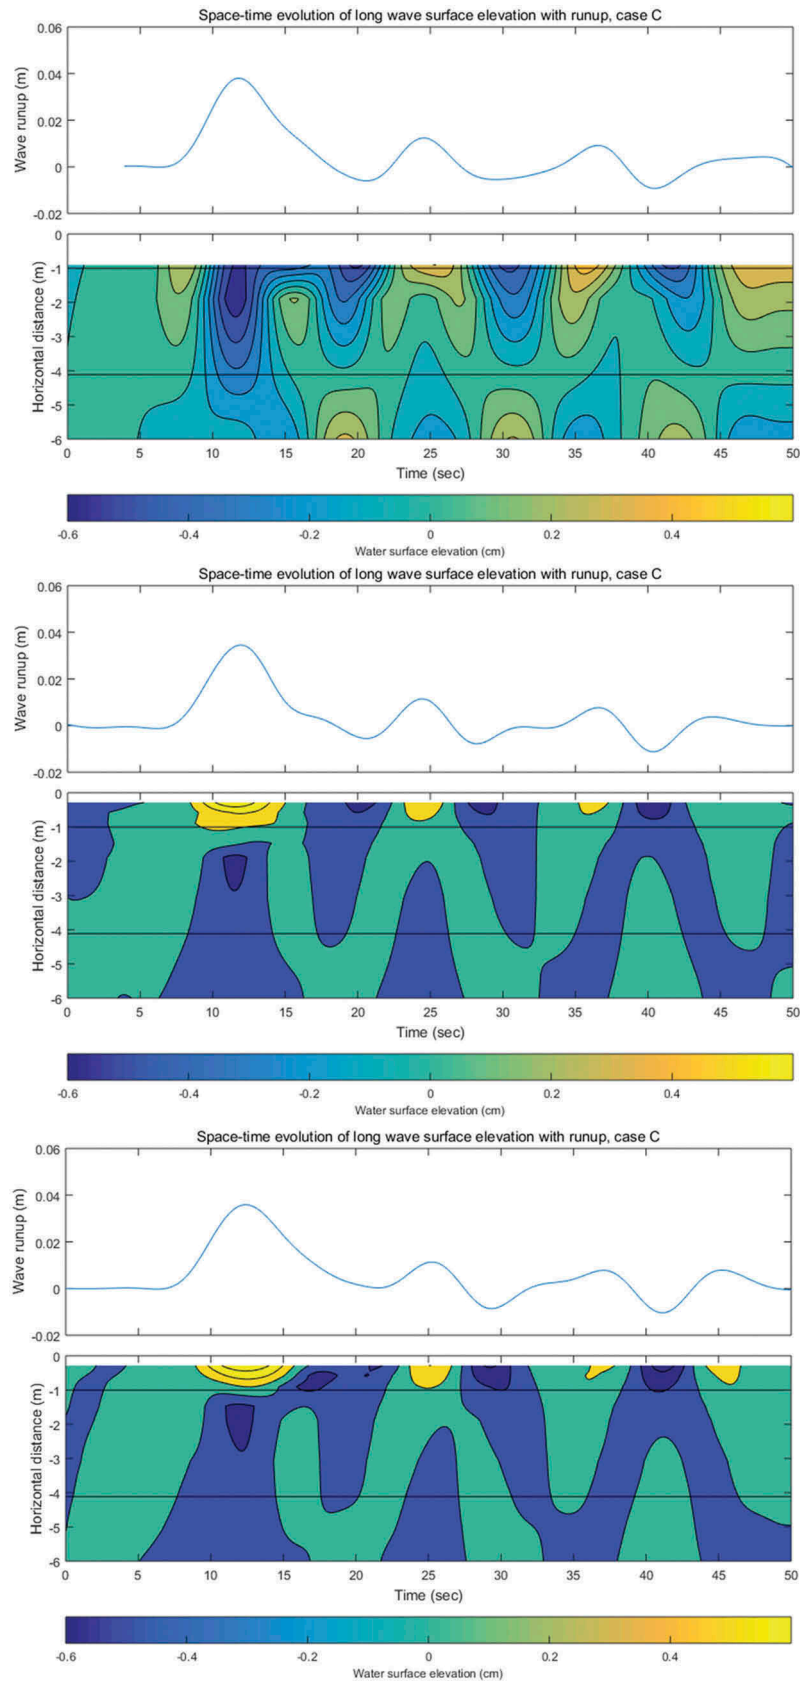 Space-time evolution of long wave surface elevation with runup, case C
0.06
0.04
0.02
0
-0.02
Wave runup (m)
0
-1
-2
-3
-4
-5
-6
Horizontal distance (m)
0 5 10 15 20 25 30 35 40 45 50
Time (sec)
-0.6 -0.4 -0.2 0 0.2 0.4
Water surface elevation (cm)
Space-time evolution of long wave surface elevation with runup, case C
0.06
0.04
0.02
0
-0.02
Wave runup (m)
0
-1
-2
-3
-4
-5
-6
Horizontal distance (m)
0 5 10 15 20 25 30 35 40 45 50
Time (sec)
-0.6 -0.4 -0.2 0 0.2 0.4
Water surface elevation (cm)
Space-time evolution of long wave surface elevation with runup, case C
0.06
0.04
0.02
0
-0.02
Wave runup (m)
0
-1
-2
-3
-4
-5
-6
Horizontal distance (m)
0 5 10 15 20 25 30 35 40 45 50
Time (sec)
-0.6 -0.4 -0.2 0 0.2 0.4
Water surface elevation (cm)